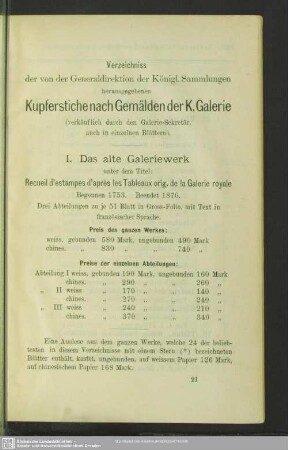 Verzeichniss
der von der Generaldirektion der Königl. Sammlungen
herausgegebenen
Kupferstiche nach Gemälden der K. Galerie
(verkäuflich durch den Galerie-Sekretär,
auch in einzelnen Blättern).
I. Das alte Galeriewerk
unter dem Titel:
Recueil d'estampes d'après les Tableaux orig. de la Galerie royale
Begonnen 1753. Beendet 1870.
Drei Abteilungen zu je 51 Blatt in Gross-Folio, mit Text in
französischer Sprache.
Preis des ganzen Werkes:
weiss, gebunden 580 Mark, ungebunden 490 Mark
chines. „ 830 „ „ 740 „
Preise der einzelnen Abteilungen:
Abteilung I weiss, gebunden 190 Mark, ungebunden 160 Mark
chines. „ 290 „ „ 260 „
„ II weiss „ 170 „ „ 140 „
chines. „ 270 „ „ 240 „
„ III weiss „ 240 „ „ 210 „
chines. „ 370 „ „ 340 „
Eine Auslese aus dem ganzen Werke, welche 24 der belieb-
testen in diesem Verzeichnisse mit einem Stern (*) bezeichneten
Blätter enthält, kostet, ungebunden, auf weissem Papier 126 Mark,
auf chinesischem Papier 168 Mark.
21